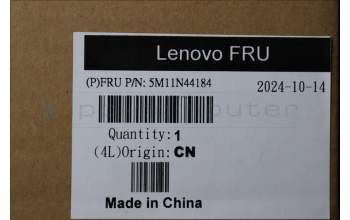 Lenovo FRU
(P)FRU P/N: 5M11N44184
2024-10-14
Quantity:1
(4L)Origin: CN
Made in China